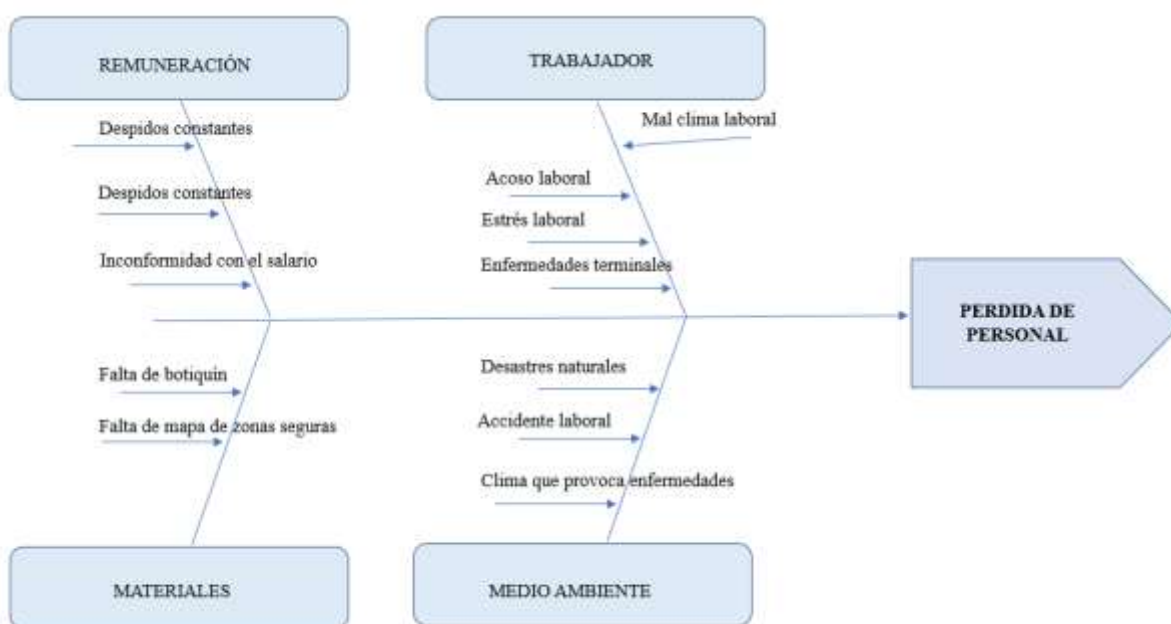 REMUNERACIÓN
TRABAJADOR
Despidos constantes
Despidos constantes
Inconformidad con el salario
Mal clima laboral
Acoso laboral
Estrés laboral
Enfermedades terminales
PERDIDA DE
PERSONAL
Falta de botiquín
Falta de mapa de zonas seguras
Desastres naturales
Accidente laboral
Clima que provoca enfermedades
MATERIALES
MEDIO AMBIENTE